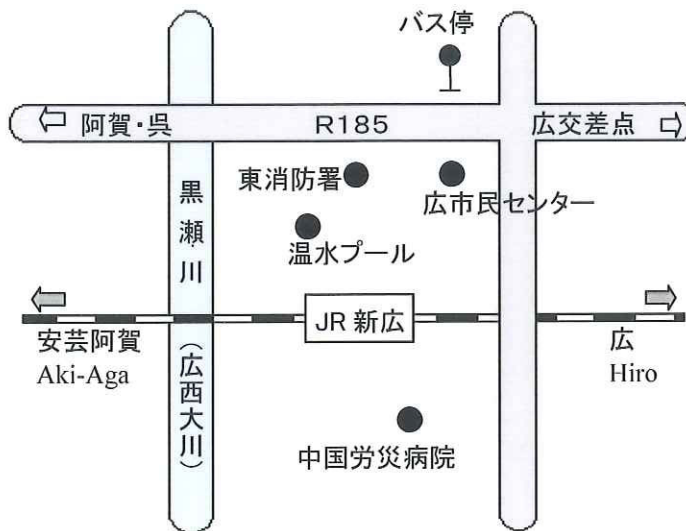 バス停
阿賀・呉
R185
広交差点
東消防署
広市民センター
黒瀬川
温水プール
JR 新広
安芸阿賀
Aki-Aga
広
Hiro
(広西大川)
中国労災病院